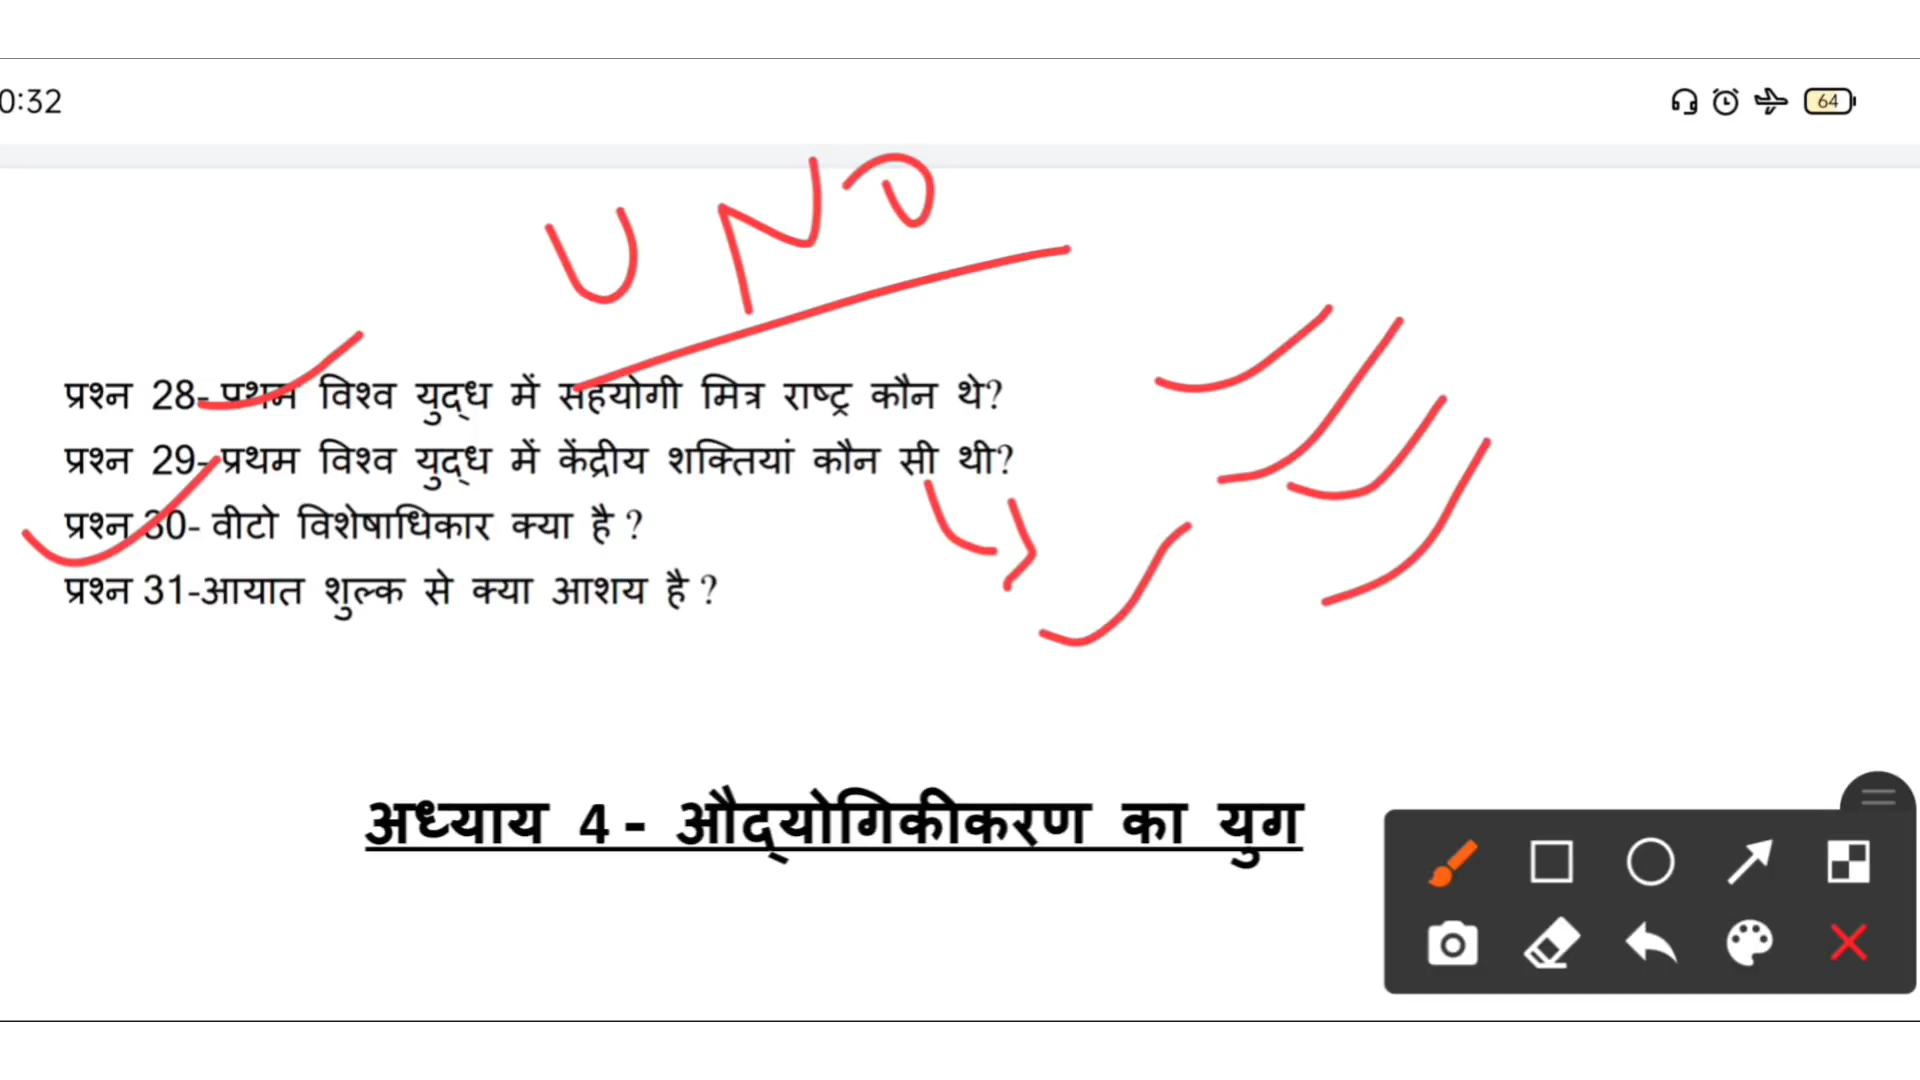 0:32
64
U N O
प्रश्न 28- प्रथम विश्व युद्ध में सहयोगी मित्र राष्ट्र कौन थे?
प्रश्न 29- प्रथम विश्व युद्ध में केंद्रीय शक्तियां कौन सी थी?
प्रश्न 30- वीटो विशेषाधिकार क्या है ?
प्रश्न 31-आयात शुल्क से क्या आशय है ?
अध्याय 4 - औद्योगिकीकरण का युग